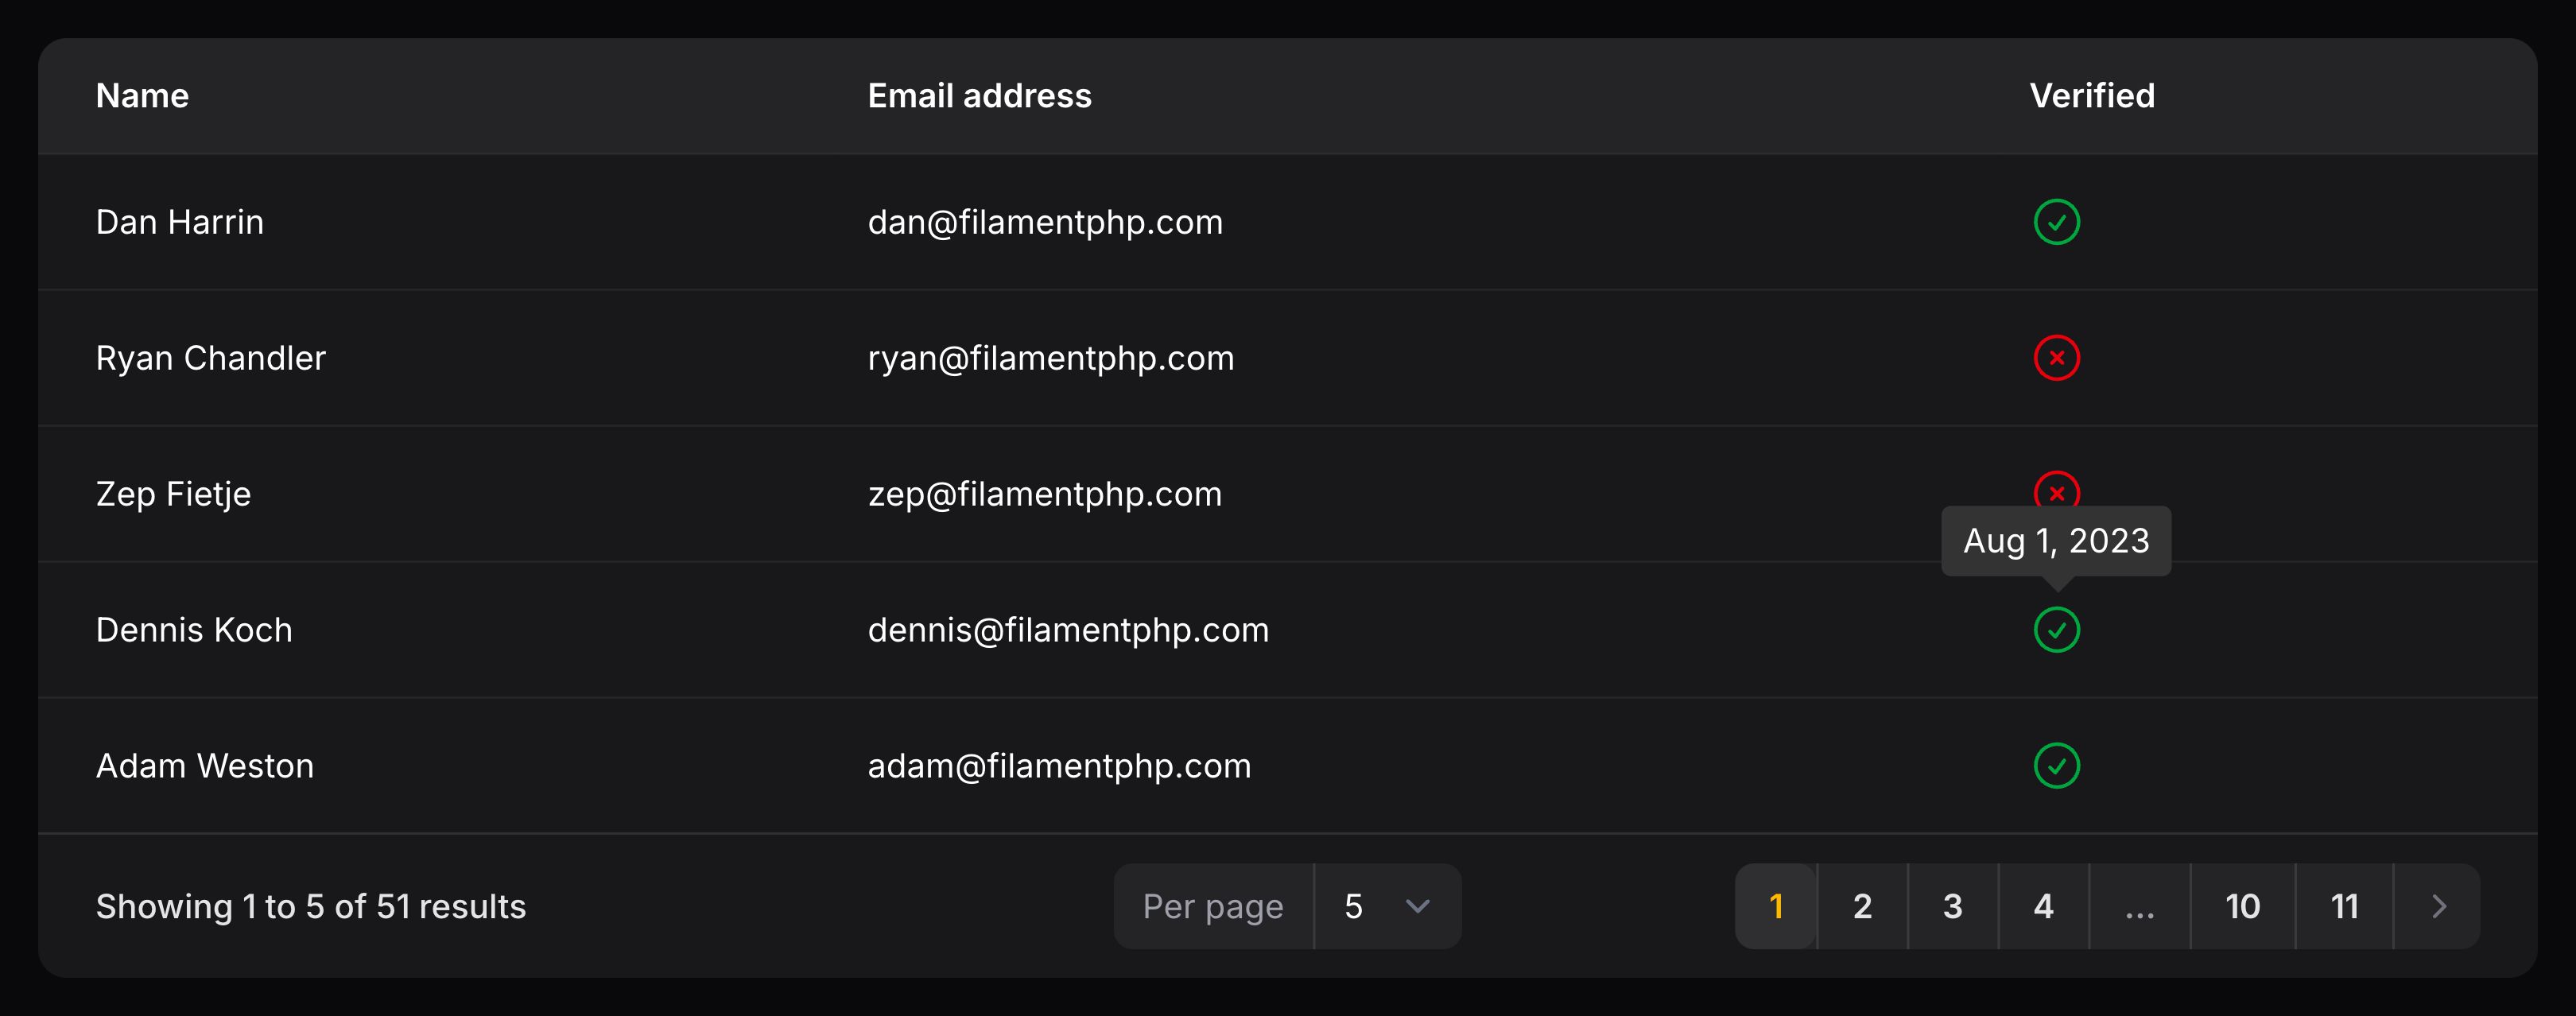 Name Email address Verified
Dan Harrin dan@filamentphp.com
Ryan Chandler ryan@filamentphp.com
Zep Fietje zep@filamentphp.com
Aug 1, 2023
Dennis Koch dennis@filamentphp.com
Adam Weston adam@filamentphp.com
Showing 1 to 5 of 51 results Per page 5 1 2 3 4 ... 10 11